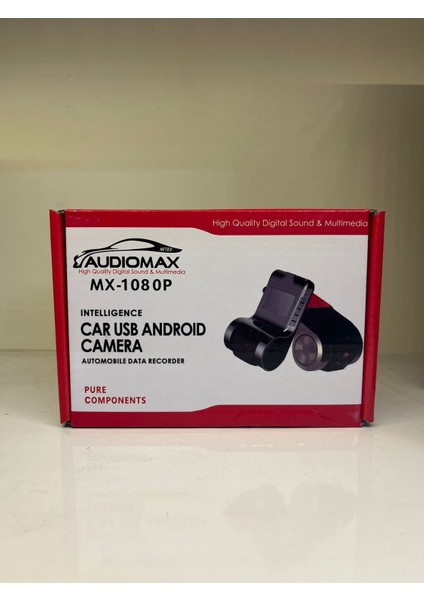 High Quality Digital Sound & Multimedia
AUDIOMAX
High Quality Digital Sound & Multimedia
MX-1080P
INTELLIGENCE
CAR USB ANDROID
CAMERA
AUTOMOBILE DATA RECORDER
PURE
COMPONENTS